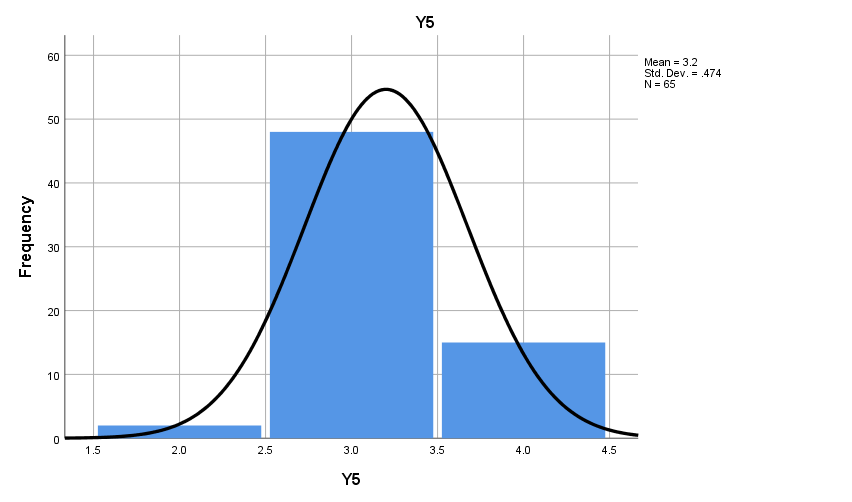 Y5
Mean = 3.2
Std. Dev. = .474
N = 65
60
50
40
30
20
10
0
Frequency
1.5 2.0 2.5 3.0 3.5 4.0 4.5
Y5